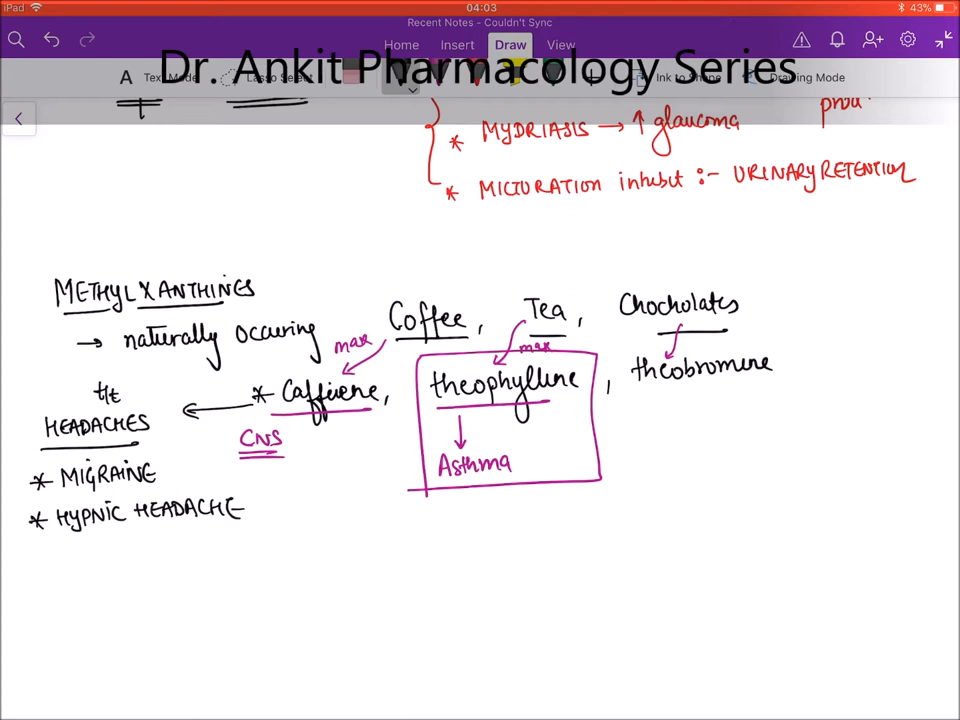 iPad 04:03 43%
Recent Notes - Couldn't Sync
Home Insert Draw View
Dr. Ankit Pharmacology Series
A Text Mode Lasso Select Ink to Shape Drawing Mode
* MYDRIASIS → ↑ glaucoma
* MICTURATION inhibit :- URINARY RETENTION
METHYLXANTHINES
→ naturally occuring Coffee, Tea, Chocholates
max max
* Caffiene, theophylline, theobromine
CNS Asthma
t/t
HEADACHES
* MIGRAINE
* HYPNIC HEADACHE